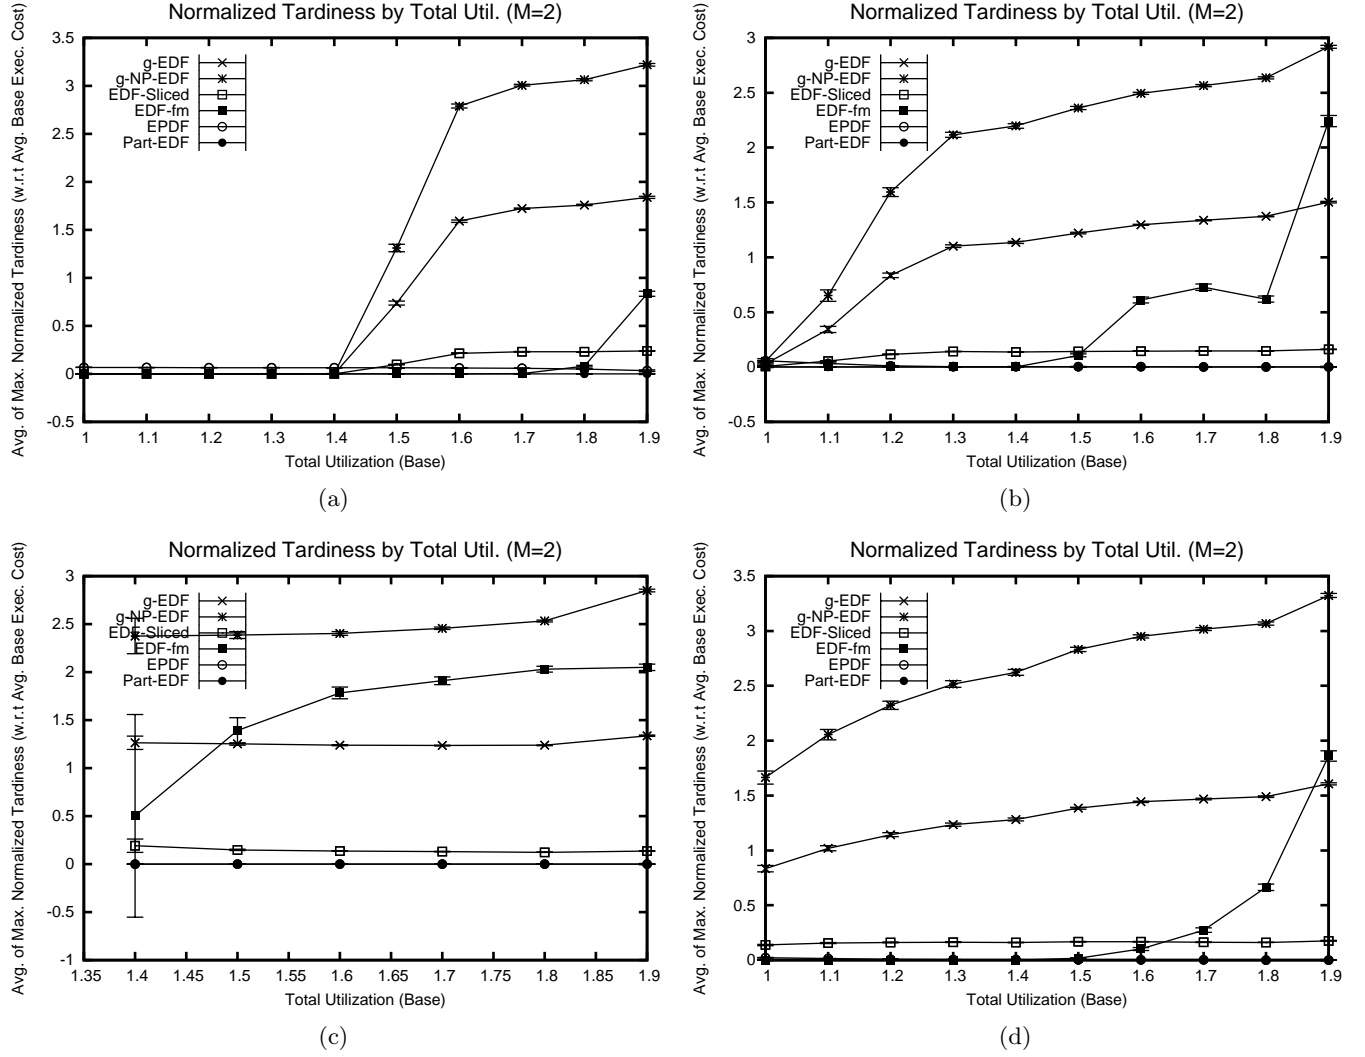 Normalized Tardiness by Total Util. (M=2)
Avg. of Max. Normalized Tardiness (w.r.t Avg. Base Exec. Cost)
3.5
3
2.5
2
1.5
1
0.5
0
-0.5
g-EDF
g-NP-EDF
EDF-Sliced
EDF-fm
EPDF
Part-EDF
1 1.1 1.2 1.3 1.4 1.5 1.6 1.7 1.8 1.9
Total Utilization (Base)
(a)
Normalized Tardiness by Total Util. (M=2)
Avg. of Max. Normalized Tardiness (w.r.t Avg. Base Exec. Cost)
3
2.5
2
1.5
1
0.5
0
-0.5
g-EDF
g-NP-EDF
EDF-Sliced
EDF-fm
EPDF
Part-EDF
1 1.1 1.2 1.3 1.4 1.5 1.6 1.7 1.8 1.9
Total Utilization (Base)
(b)
Normalized Tardiness by Total Util. (M=2)
Avg. of Max. Normalized Tardiness (w.r.t Avg. Base Exec. Cost)
3
2.5
2
1.5
1
0.5
0
-0.5
-1
g-EDF
g-NP-EDF
EDF-Sliced
EDF-fm
EPDF
Part-EDF
1.35 1.4 1.45 1.5 1.55 1.6 1.65 1.7 1.75 1.8 1.85 1.9
Total Utilization (Base)
(c)
Normalized Tardiness by Total Util. (M=2)
Avg. of Max. Normalized Tardiness (w.r.t Avg. Base Exec. Cost)
3.5
3
2.5
2
1.5
1
0.5
0
g-EDF
g-NP-EDF
EDF-Sliced
EDF-fm
EPDF
Part-EDF
1 1.1 1.2 1.3 1.4 1.5 1.6 1.7 1.8 1.9
Total Utilization (Base)
(d)